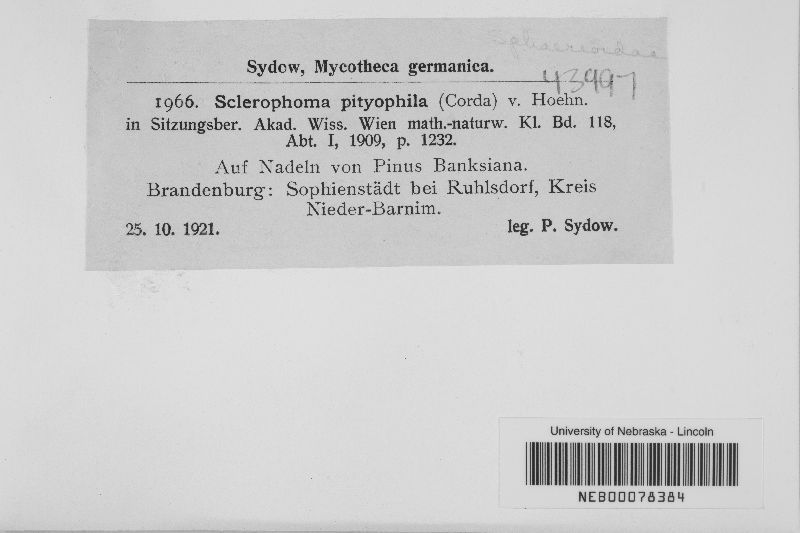 Sphaerioidae
Sydow, Mycotheca germanica.
43997
1966. Sclerophoma pityophila (Corda) v. Hoehn.
in Sitzungsber. Akad. Wiss. Wien math.-naturw. Kl. Bd. 118,
Abt. I, 1909, p. 1232.
Auf Nadeln von Pinus Banksiana.
Brandenburg: Sophienstädt bei Ruhlsdorf, Kreis
Nieder-Barnim.
25. 10. 1921. leg. P. Sydow.
University of Nebraska - Lincoln
NEB00078384